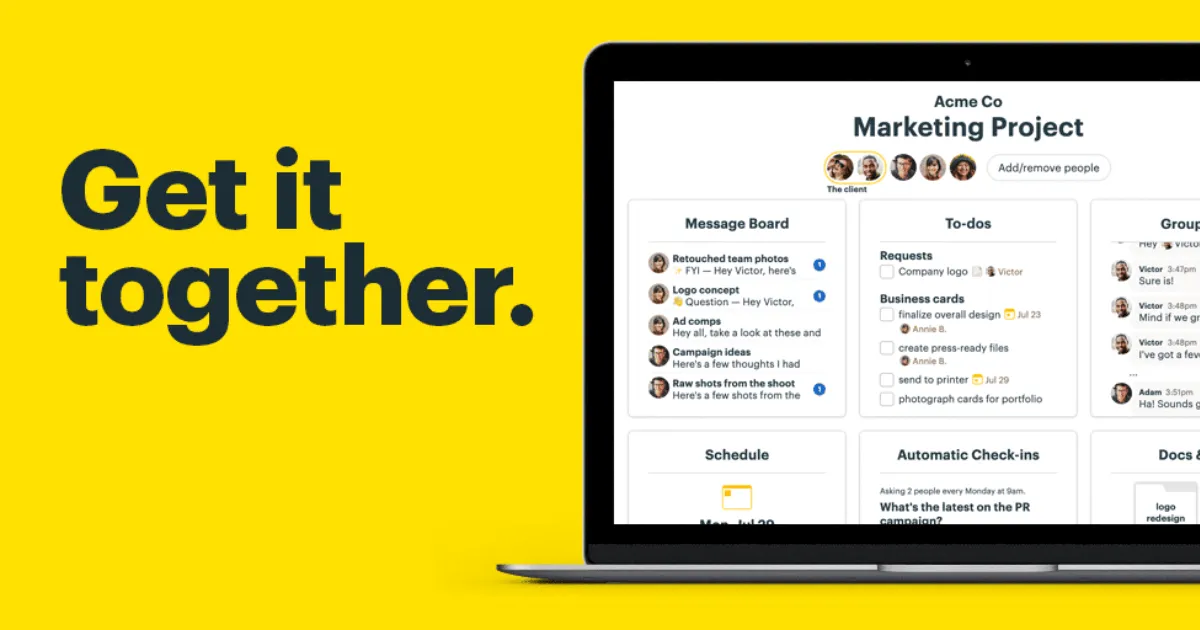 Get it
together.
Acme Co
Marketing Project
Add/remove people
The client
Message Board
Retouched team photos
FYI — Hey Victor, here's
1
Logo concept
Question — Hey Victor,
1
Ad comps
Hey all, take a look at these and
Campaign ideas
Here's a few thoughts I had
Raw shots from the shoot
Here's a few shots from the
1
To-dos
Requests
Company logo Victor
Business cards
finalize overall design Jul 23
Annie B.
create press-ready files
Annie B.
send to printer Jul 29
photograph cards for portfolio
Group
Hey Victo
Victor 3:47pm
Sure is!
Victor 3:48pm
Mind if we gr
Victor 3:48pm
I've got a few
...
Adam 3:51pm
Ha! Sounds g
Schedule
Mon, Jul 29
Automatic Check-ins
Asking 2 people every Monday at 9am.
What's the latest on the PR
campaign?
Docs &
logo
redesign